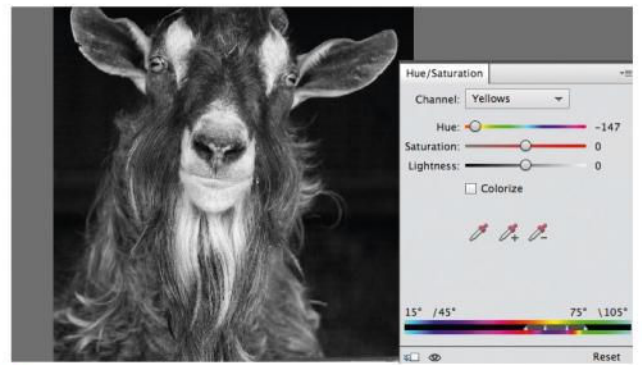 Hue/Saturation
Channel: Yellows
Hue: -147
Saturation: 0
Lightness: 0
Colorize
15° /45° 75° \105°
Reset